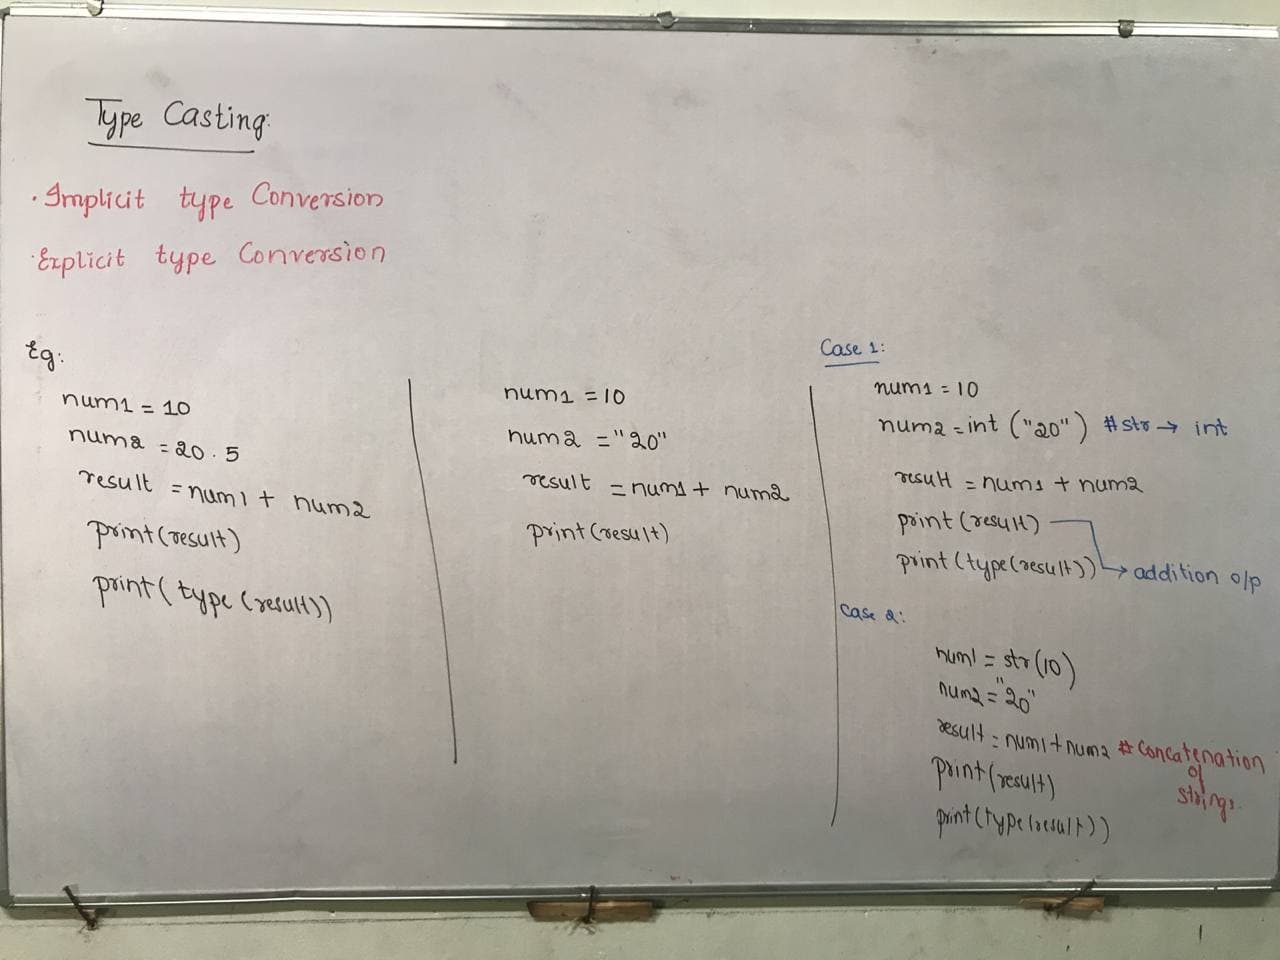 Type Casting:
. Implicit type Conversion
. Explicit type Conversion
Eg:
num1 = 10
num2 = 20.5
result = num1 + num2
print(result)
print(type(result))
num1 = 10
num2 = "20"
result = num1 + num2
print(result)
Case 1:
num1 = 10
num2 = int ("20") #str → int
result = num1 + num2
print(result)
print(type(result)) → addition o/p
Case 2:
num1 = str(10)
num2 = "20"
result = num1 + num2 # Concatenation
of
strings.
print(result)
print(type(result))